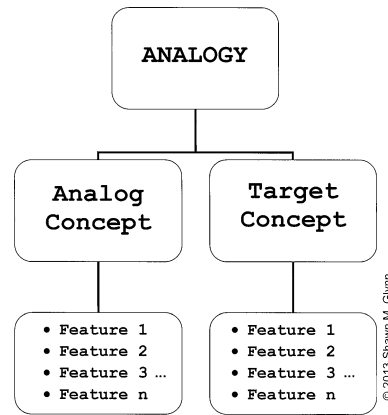 ANALOGY
Analog
Concept
Target
Concept
• Feature 1
• Feature 2
• Feature 3 ...
• Feature n
• Feature 1
• Feature 2
• Feature 3 ...
• Feature n
© 2013 Shawn M. Glynn